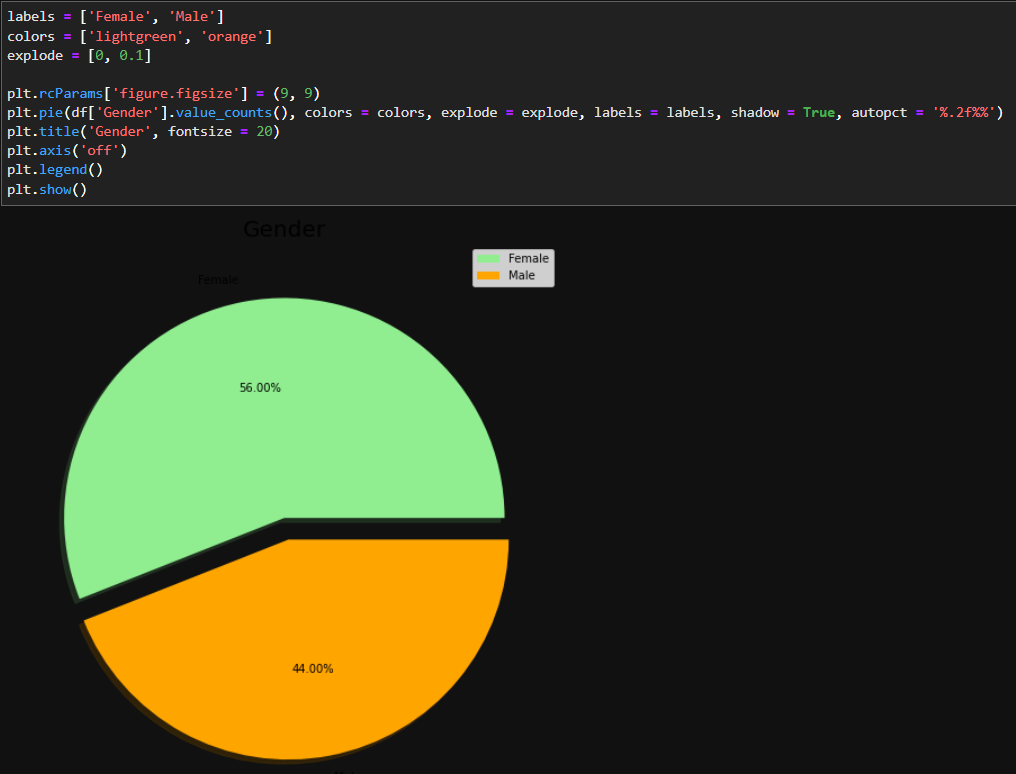 labels = ['Female', 'Male']
colors = ['lightgreen', 'orange']
explode = [0, 0.1]
plt.rcParams['figure.figsize'] = (9, 9)
plt.pie(df['Gender'].value_counts(), colors = colors, explode = explode, labels = labels, shadow = True, autopct = '%.2f%%')
plt.title('Gender', fontsize = 20)
plt.axis('off')
plt.legend()
plt.show()
Gender
Female
Male
Female
56.00%
44.00%